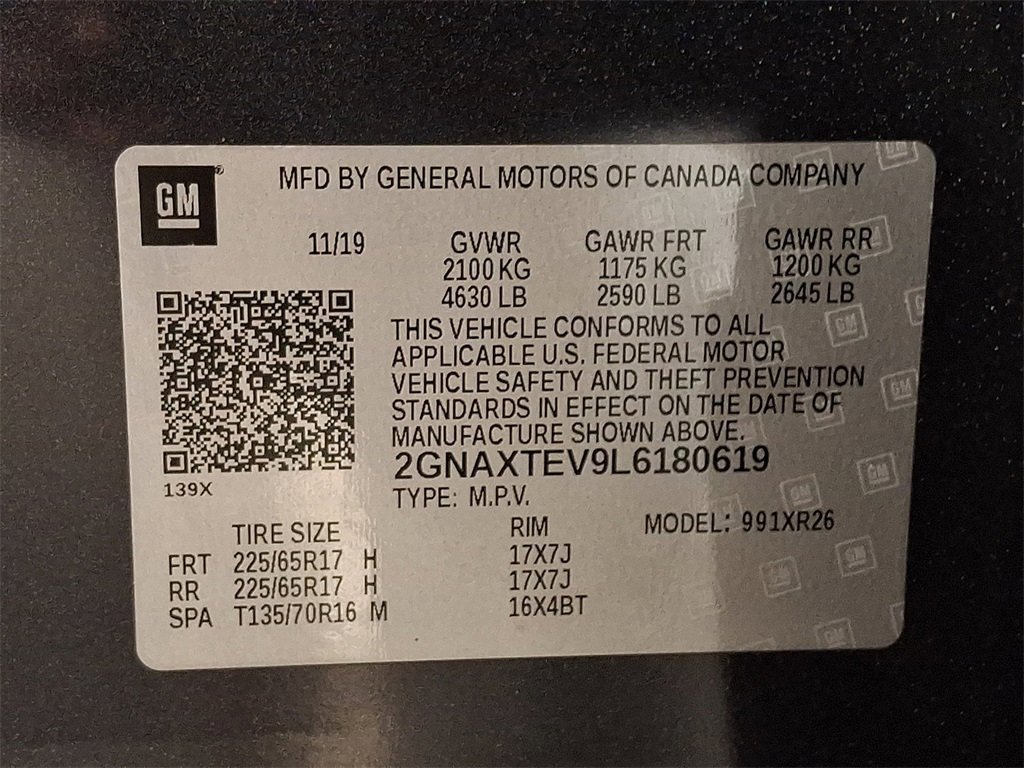 GM ®
MFD BY GENERAL MOTORS OF CANADA COMPANY
11/19 GVWR GAWR FRT GAWR RR
2100 KG 1175 KG 1200 KG
4630 LB 2590 LB 2645 LB
THIS VEHICLE CONFORMS TO ALL
APPLICABLE U.S. FEDERAL MOTOR
VEHICLE SAFETY AND THEFT PREVENTION
STANDARDS IN EFFECT ON THE DATE OF
MANUFACTURE SHOWN ABOVE.
2GNAXTEV9L6180619
139X
TYPE: M.P.V.
TIRE SIZE RIM MODEL: 991XR26
FRT 225/65R17 H 17X7J
RR 225/65R17 H 17X7J
SPA T135/70R16 M 16X4BT